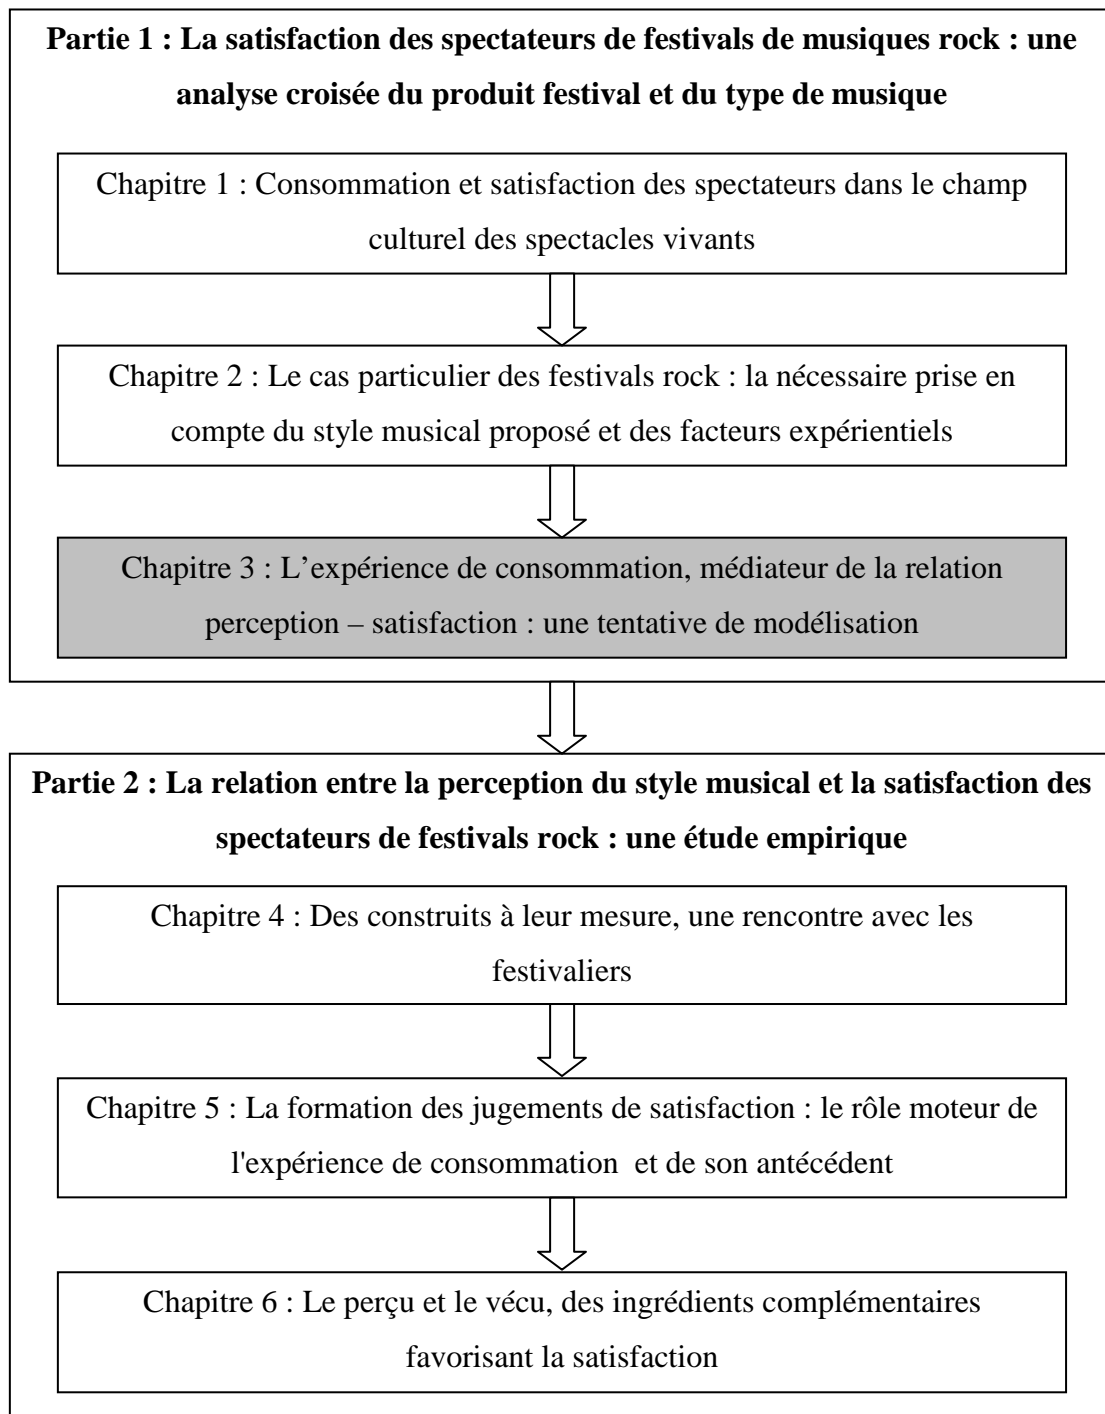 Partie 1 : La satisfaction des spectateurs de festivals de musiques rock : une
analyse croisée du produit festival et du type de musique
Chapitre 1 : Consommation et satisfaction des spectateurs dans le champ
culturel des spectacles vivants
Chapitre 2 : Le cas particulier des festivals rock : la nécessaire prise en
compte du style musical proposé et des facteurs expérientiels
Chapitre 3 : L’expérience de consommation, médiateur de la relation
perception – satisfaction : une tentative de modélisation
Partie 2 : La relation entre la perception du style musical et la satisfaction des
spectateurs de festivals rock : une étude empirique
Chapitre 4 : Des construits à leur mesure, une rencontre avec les
festivaliers
Chapitre 5 : La formation des jugements de satisfaction : le rôle moteur de
l'expérience de consommation  et de son antécédent
Chapitre 6 : Le perçu et le vécu, des ingrédients complémentaires
favorisant la satisfaction